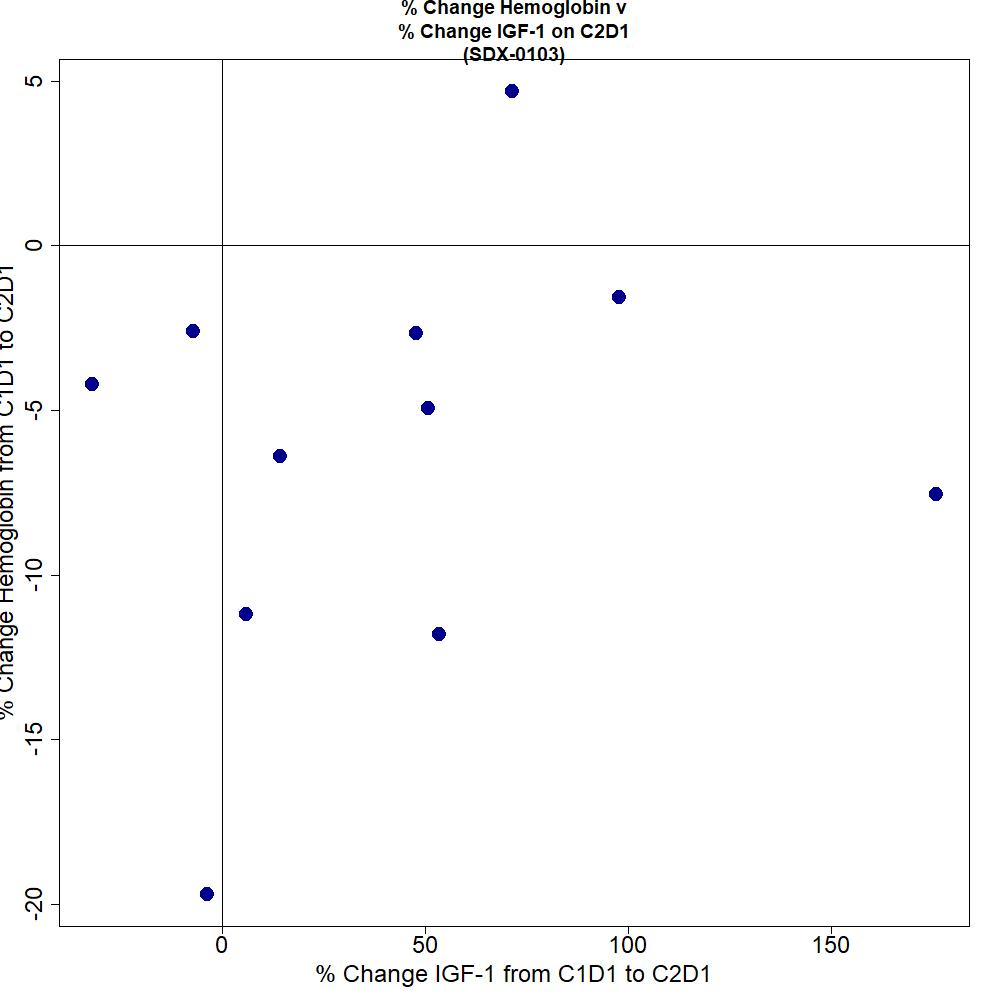 % Change Hemoglobin v
% Change IGF-1 on C2D1
(SDX-0103)
5
0
-5
-10
-15
-20
% Change Hemoglobin from C1D1 to C2D1
0
50
100
150
% Change IGF-1 from C1D1 to C2D1